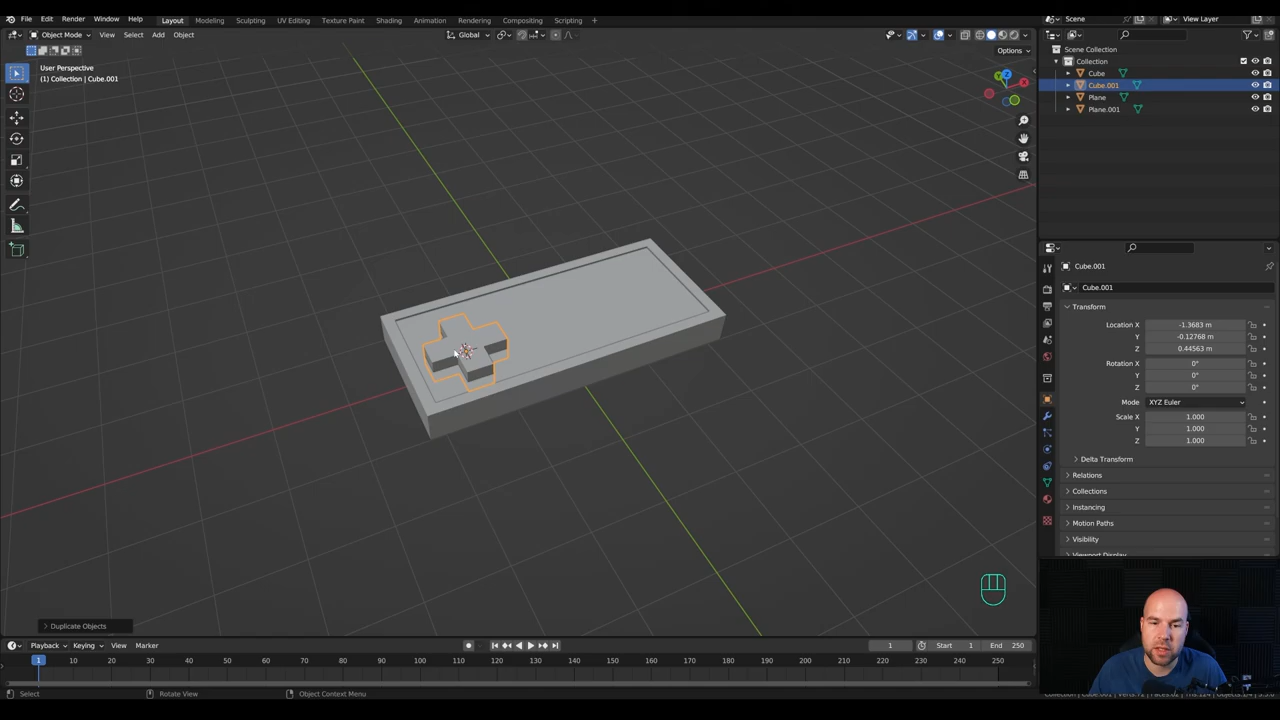 File Edit Render Window Help Layout Modeling Sculpting UV Editing Texture Paint Shading Animation Rendering Compositing Scripting + Scene View Layer
Object Mode View Select Add Object Global
Options
User Perspective
(1) Collection | Cube.001
Scene Collection
Collection
Cube
Cube.001
Plane
Plane.001
Cube.001
Cube.001
Transform
Location X -1.3683 m
Y -0.12768 m
Z 0.44563 m
Rotation X 0°
Y 0°
Z 0°
Mode XYZ Euler
Scale X 1.000
Y 1.000
Z 1.000
Delta Transform
Relations
Collections
Instancing
Motion Paths
Visibility
Viewport Display
Duplicate Objects
Playback Keying View Marker 1 Start 1 End 250
1 10 20 30 40 50 60 70 80 90 100 110 120 130 140 150 160 170 180 190 200 210 220 230 240 250
Select Rotate View Object Context Menu